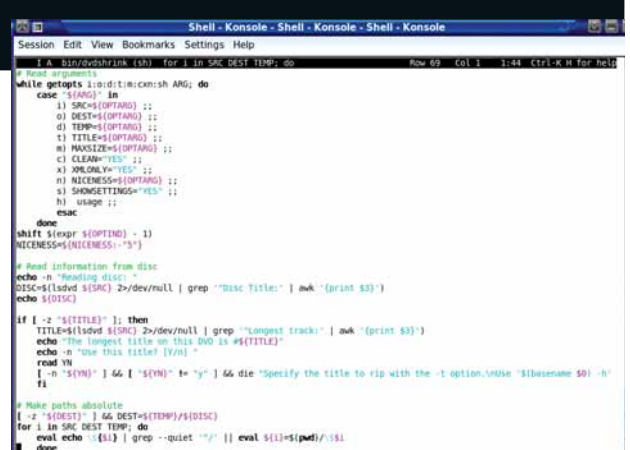 Shell - Konsole - Shell - Konsole - Shell - Konsole
Session Edit View Bookmarks Settings Help
I A bin/dvdshrink (sh) for i in SRC DEST TEMP; do Row 69 Col 1 1:44 Ctrl-K H for help
# Read arguments
while getopts i:o:d:t:m:cxn:sh ARG; do
case "${ARG}" in
i) SRC=${OPTARG} ;;
o) DEST=${OPTARG} ;;
d) TEMP=${OPTARG} ;;
t) TITLE=${OPTARG} ;;
m) MAXSIZE=${OPTARG} ;;
c) CLEAN="YES" ;;
x) XMLONLY="YES" ;;
n) NICENESS=${OPTARG} ;;
s) SHOWSETTINGS="YES" ;;
h) usage ;;
esac
done
shift $(expr ${OPTIND} - 1)
NICENESS=${NICENESS:-"5"}
# Read information from disc
echo -n "Reading disc: "
DISC=$(lsdvd ${SRC} 2>/dev/null | grep '^Disc Title:' | awk '{print $3}')
echo ${DISC}
if [ -z "${TITLE}" ]; then
TITLE=$(lsdvd ${SRC} 2>/dev/null | grep '^Longest track:' | awk '{print $3}')
echo "The longest title on this DVD is #${TITLE}"
echo -n "Use this title? [Y/n] "
read YN
[ -n "${YN}" ] && [ "${YN}" != "y" ] && die "Specify the title to rip with the -t option.\nUse '$(basename $0) -h'
fi
# Make paths absolute
[ -z "${DEST}" ] && DEST=${TEMP}/${DISC}
for i in SRC DEST TEMP; do
eval echo \${$i} | grep --quiet '^/' || eval ${i}=$(pwd)/\$$i
done